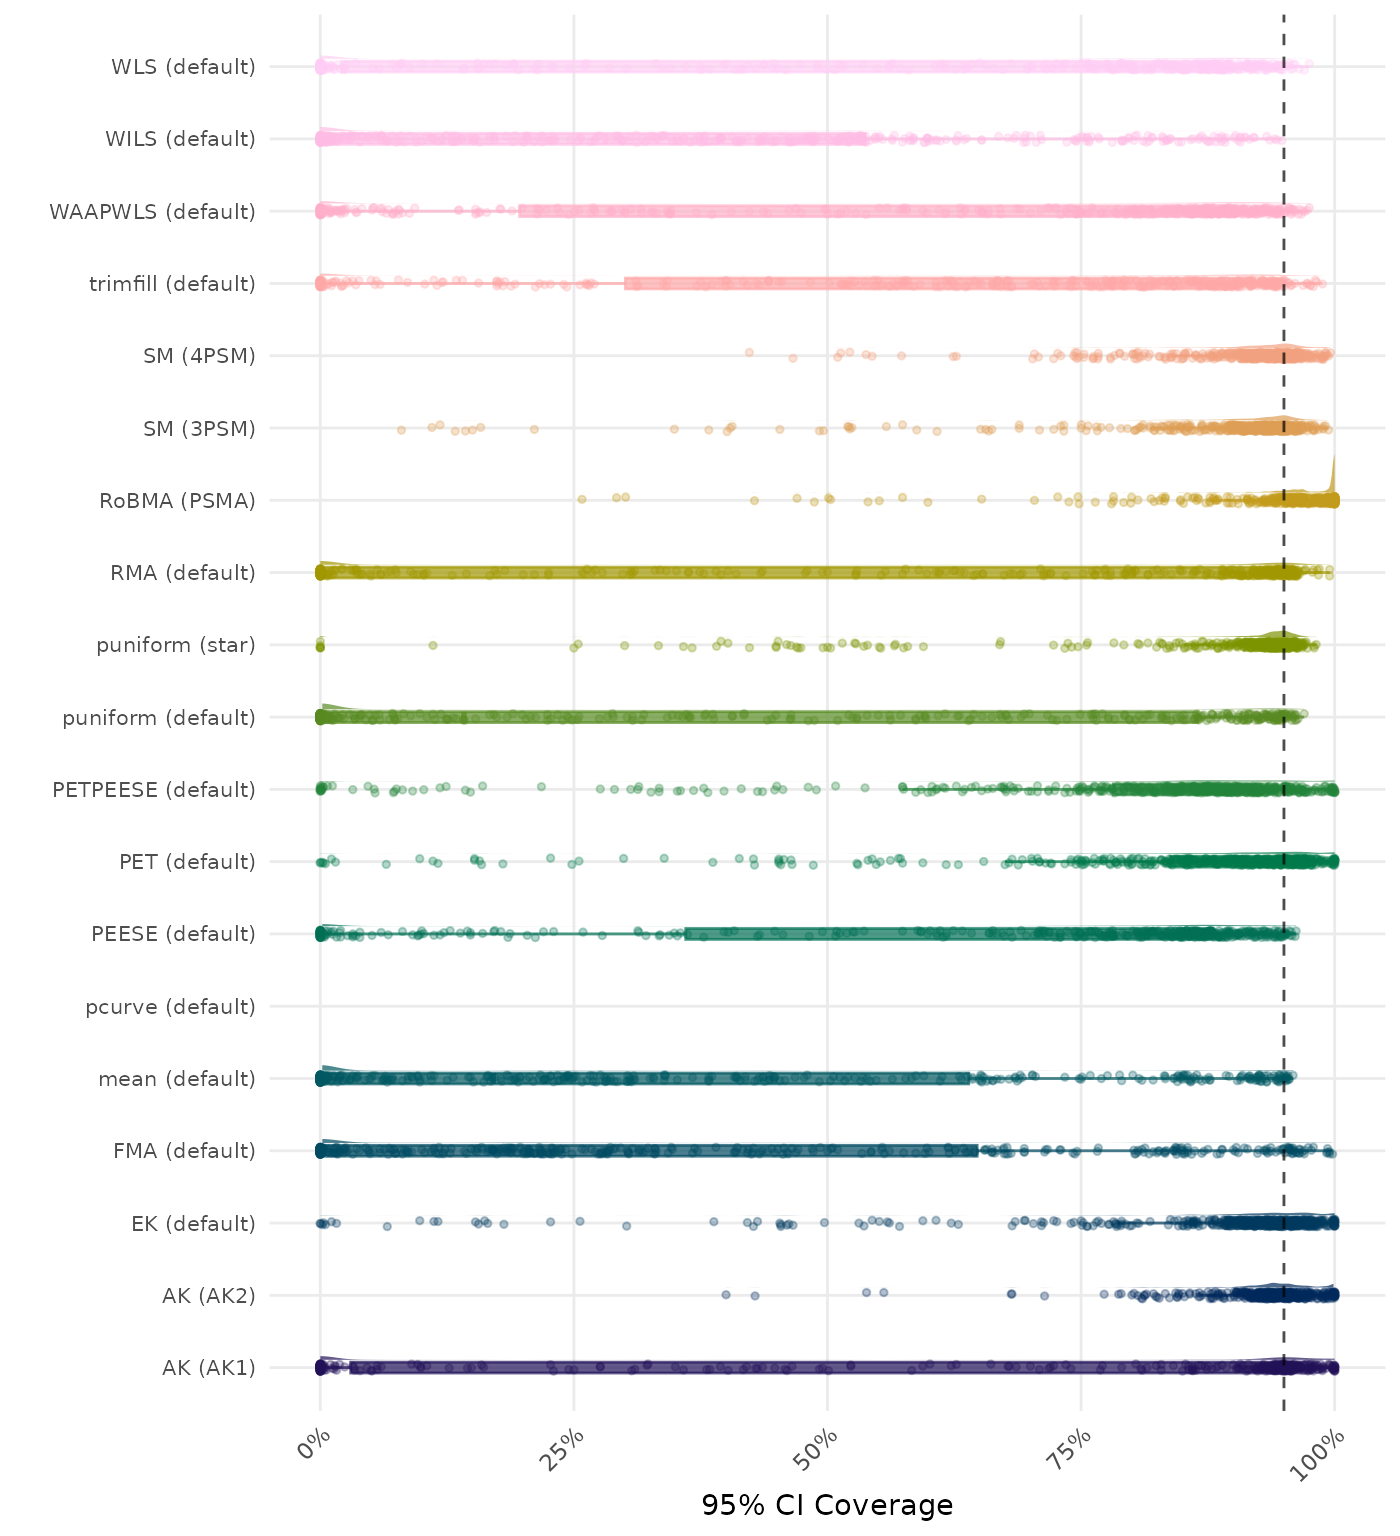 WLS (default)
WILS (default)
WAAPWLS (default)
trimfill (default)
SM (4PSM)
SM (3PSM)
RoBMA (PSMA)
RMA (default)
puniform (star)
puniform (default)
PETPEESE (default)
PET (default)
PEESE (default)
pcurve (default)
mean (default)
FMA (default)
EK (default)
AK (AK2)
AK (AK1)
0% 25% 50% 75% 100%
95% CI Coverage